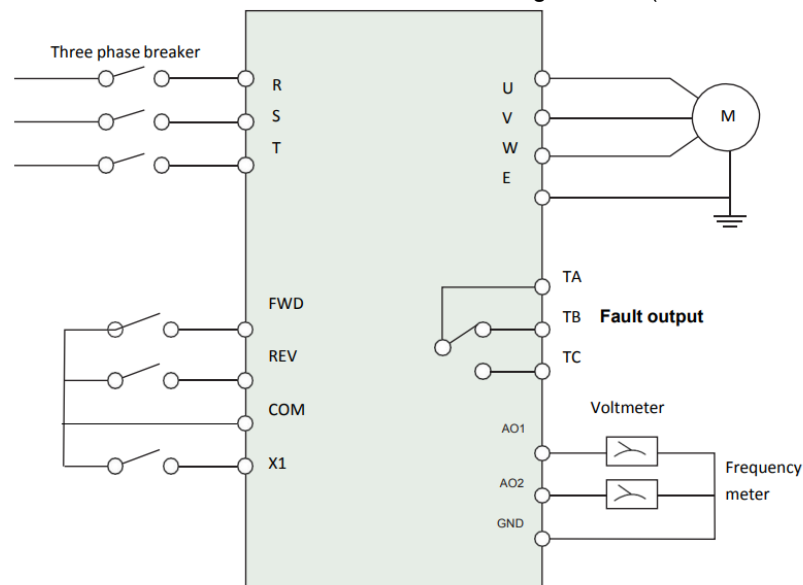 Three phase breaker
R
S
T
U
V
W
E
M
FWD
REV
COM
X1
TA
TB Fault output
TC
Voltmeter
AO1
AO2
GND
Frequency
meter